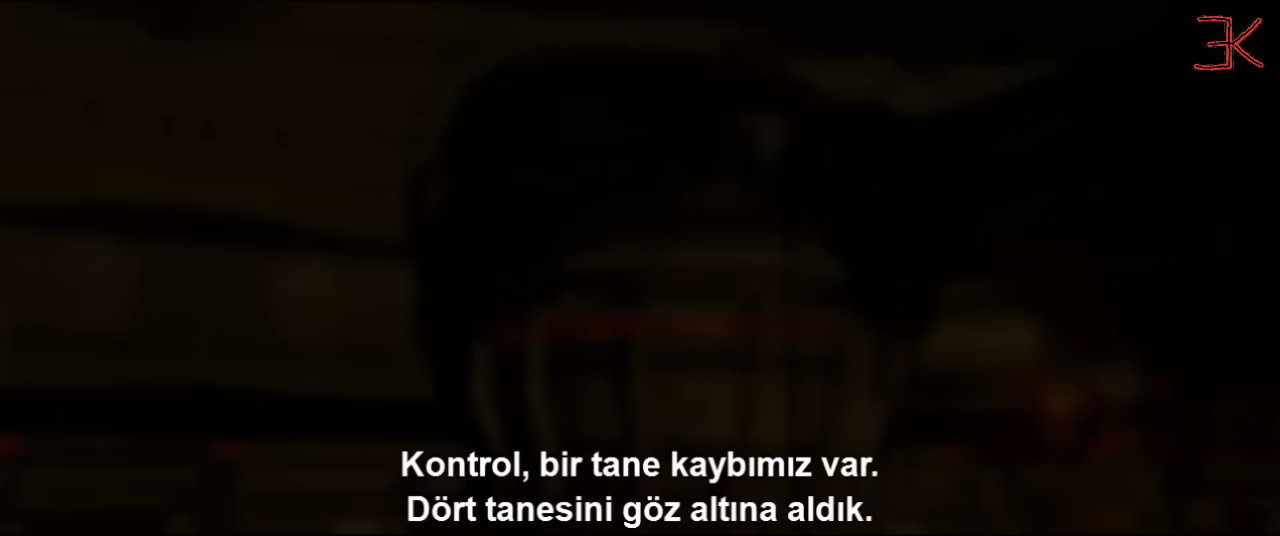 Kontrol, bir tane kaybımız var.
Dört tanesini göz altına aldık.